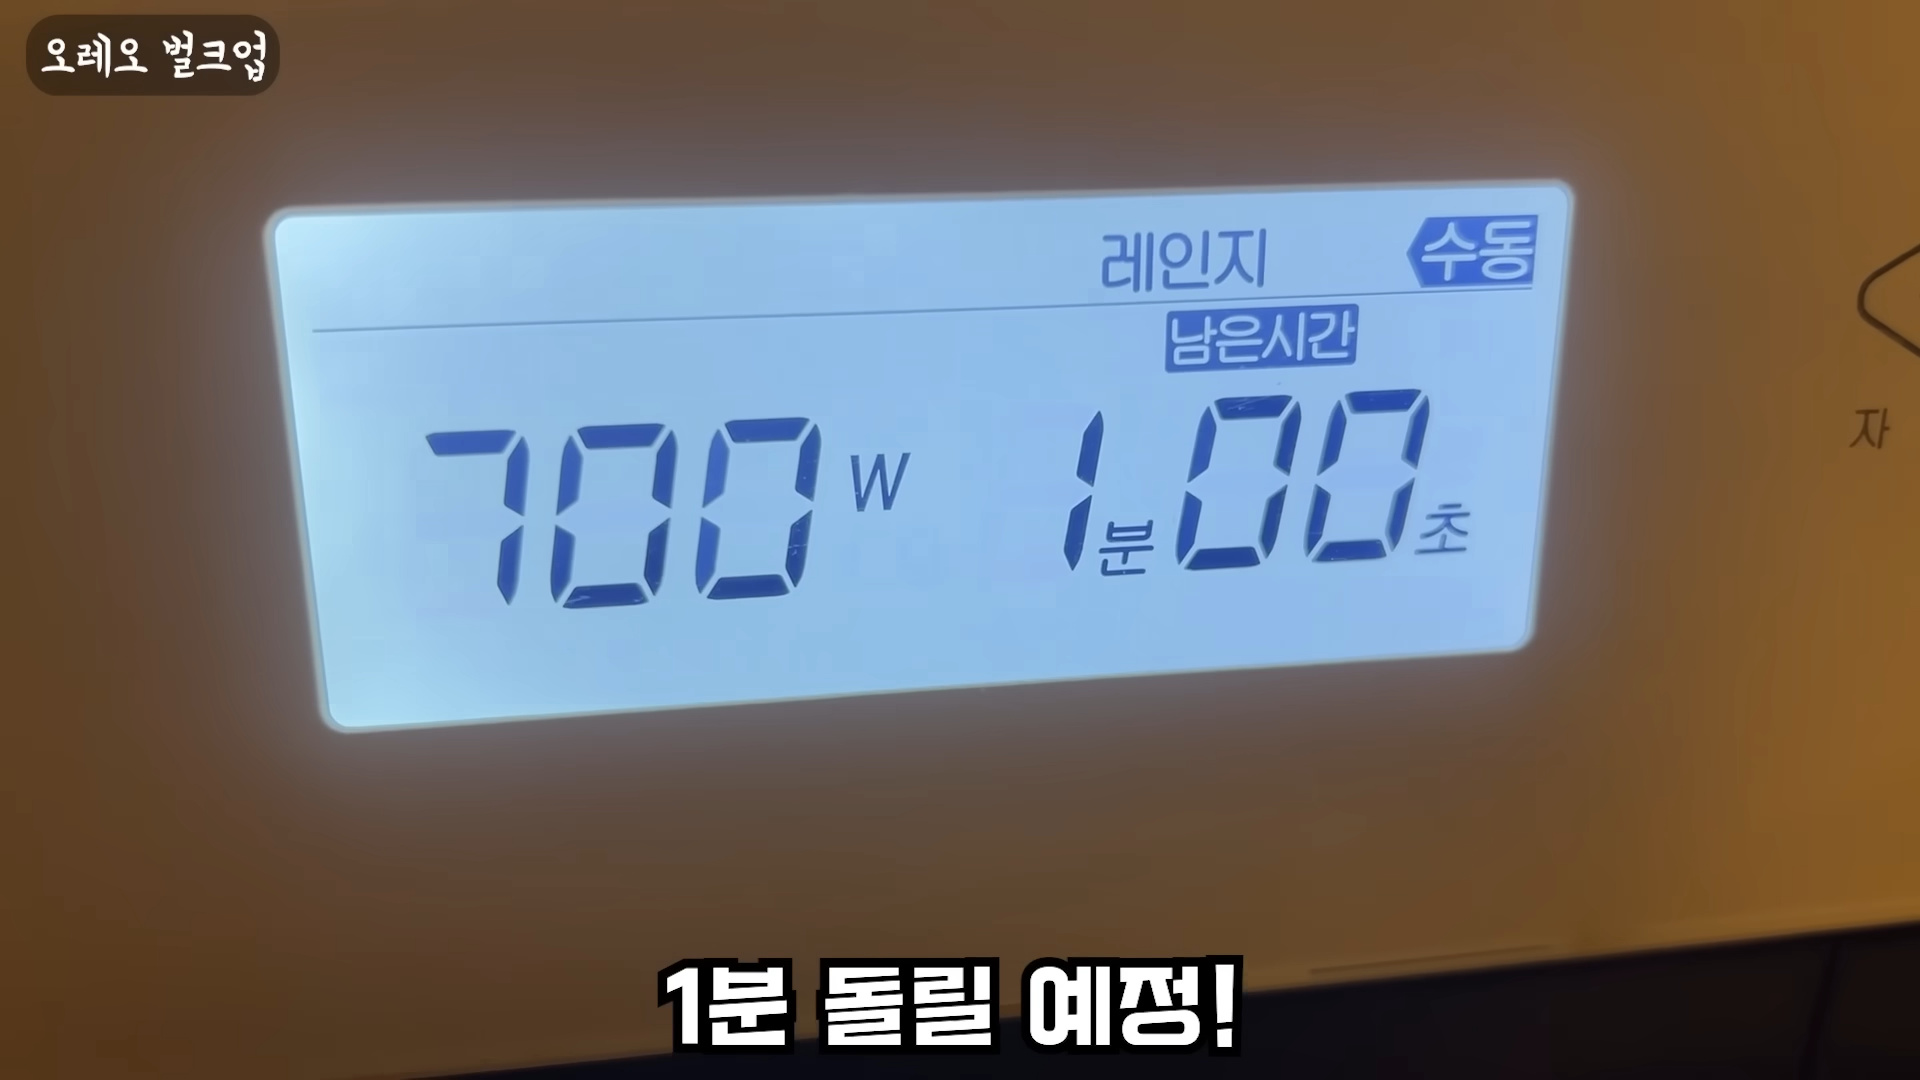 오레오 벌크업
레인지 수동
남은시간
700 W 1분 00초
자
1분 돌릴 예정!